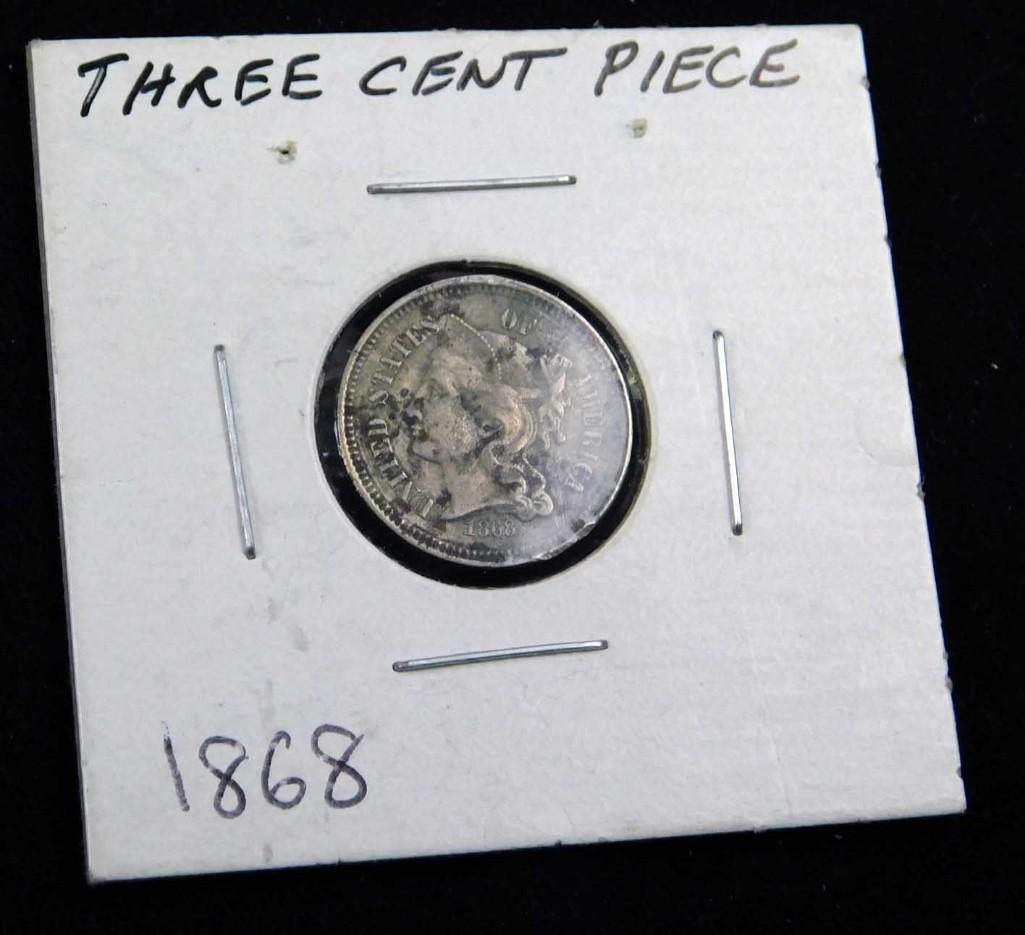 THREE CENT PIECE
UNITED STATES OF AMERICA
1868
1868